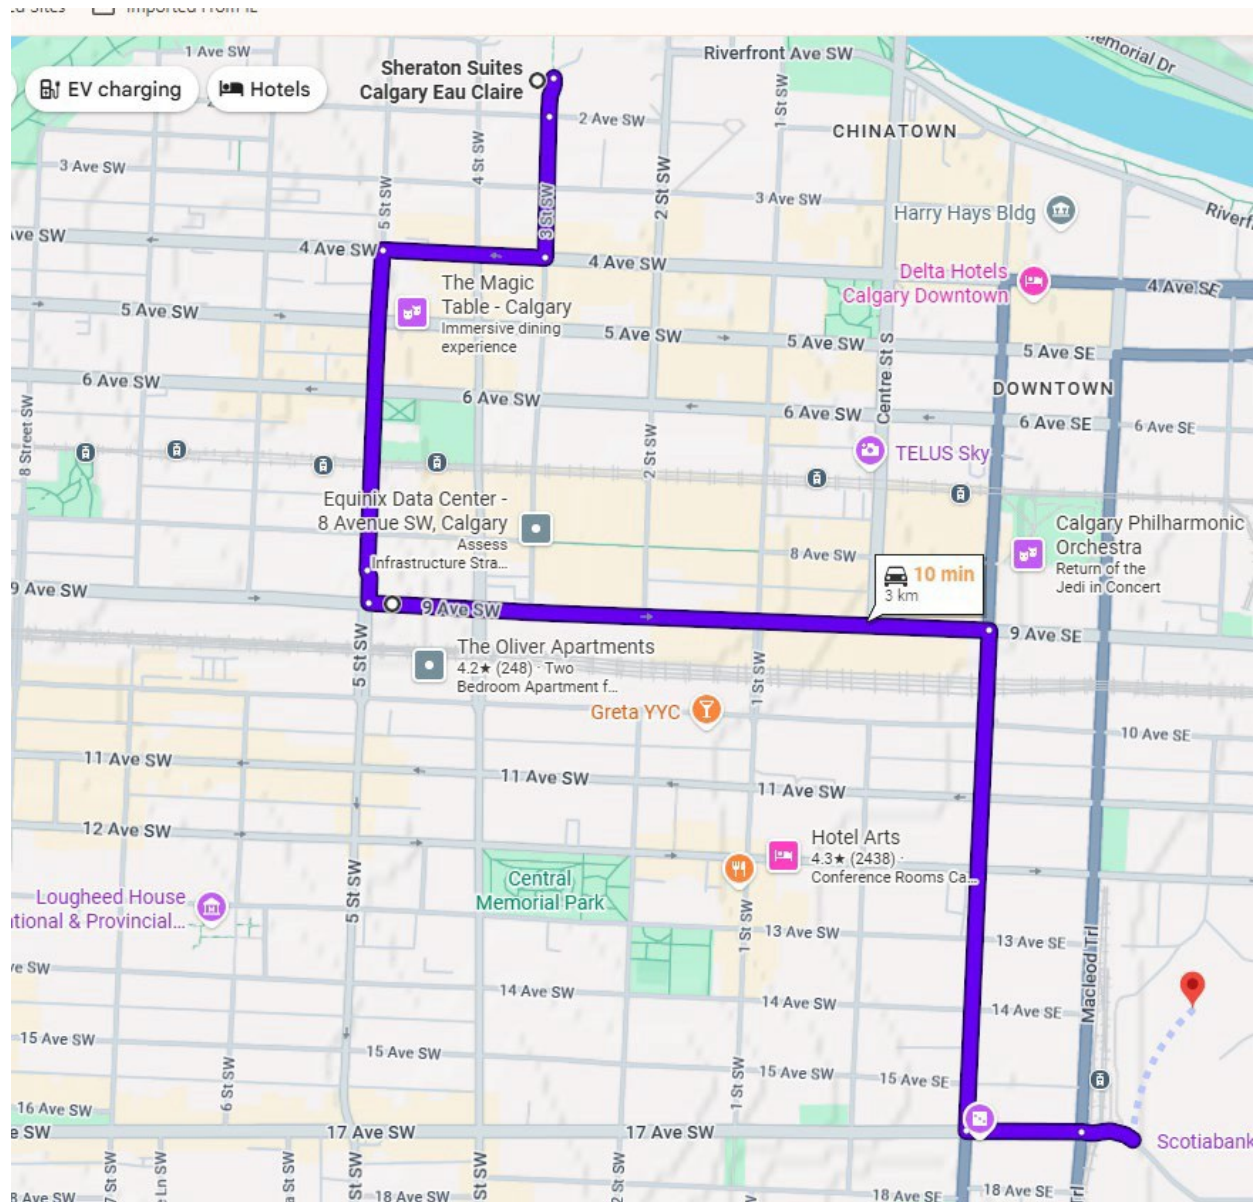 Imported From IE
1 Ave SW
Riverfront Ave SW
Memorial Dr
Sheraton Suites
Calgary Eau Claire
EV charging
Hotels
2 Ave SW
1 St SW
CHINATOWN
3 Ave SW
4 St SW
5 St SW
3 St SW
2 St SW
3 Ave SW
Harry Hays Bldg
4 Ave SW
4 Ave SW
Delta Hotels
Calgary Downtown
4 Ave SE
The Magic
Table - Calgary
Immersive dining
experience
5 Ave SW
5 Ave SW
5 Ave SW
5 Ave SE
Centre St S
6 Ave SW
6 Ave SW
6 Ave SW
DOWNTOWN
6 Ave SE
6 Ave SE
8 Street SW
2 St SW
TELUS Sky
Equinix Data Center -
8 Avenue SW, Calgary
Assess
Infrastructure Stra...
8 Ave SW
Calgary Philharmonic
Orchestra
Return of the
Jedi in Concert
10 min
3 km
9 Ave SW
9 Ave SW
9 Ave SE
5 St SW
The Oliver Apartments
4.2★ (248) · Two
Bedroom Apartment f...
1 St SW
Greta YYC
10 Ave SE
11 Ave SW
11 Ave SW
11 Ave SW
12 Ave SW
Hotel Arts
4.3★ (2438) ·
Conference Rooms Ca...
Central
Memorial Park
Lougheed House
ational & Provincial...
5 St SW
1 St SW
13 Ave SW
13 Ave SE
Macleod Trl
14 Ave SW
14 Ave SW
14 Ave SE
15 Ave SW
15 Ave SW
15 Ave SW
15 Ave SE
6 St SW
1 St SW
16 Ave SW
17 Ave SW
17 Ave SW
Scotiabank
18 Ave SW
18 Ave SE
18 Ave SE